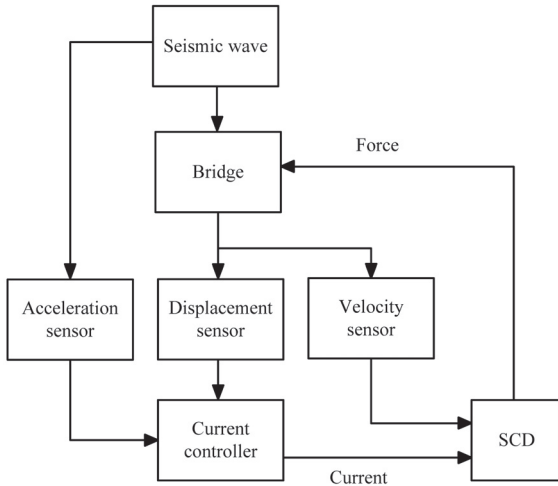 Seismic wave
Force
Bridge
Acceleration
sensor
Displacement
sensor
Velocity
sensor
Current
controller
Current
SCD